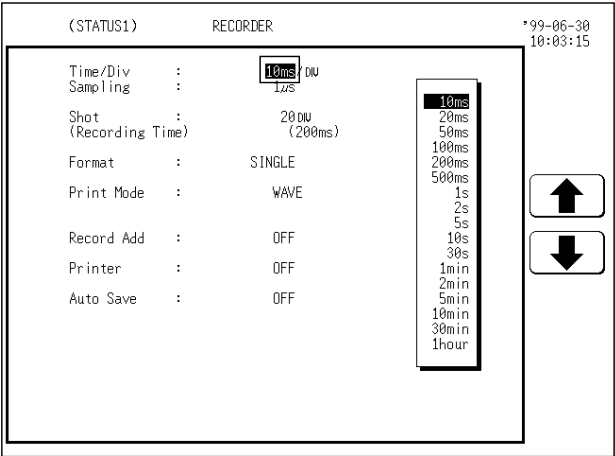 (STATUS1) RECORDER '99-06-30
10:03:15
Time/Div : 10ms/DIV
Sampling : 1µs
Shot : 20DIV
(Recording Time) (200ms)
Format : SINGLE
Print Mode : WAVE
Record Add : OFF
Printer : OFF
Auto Save : OFF
10ms
20ms
50ms
100ms
200ms
500ms
1s
2s
5s
10s
30s
1min
2min
5min
10min
30min
1hour